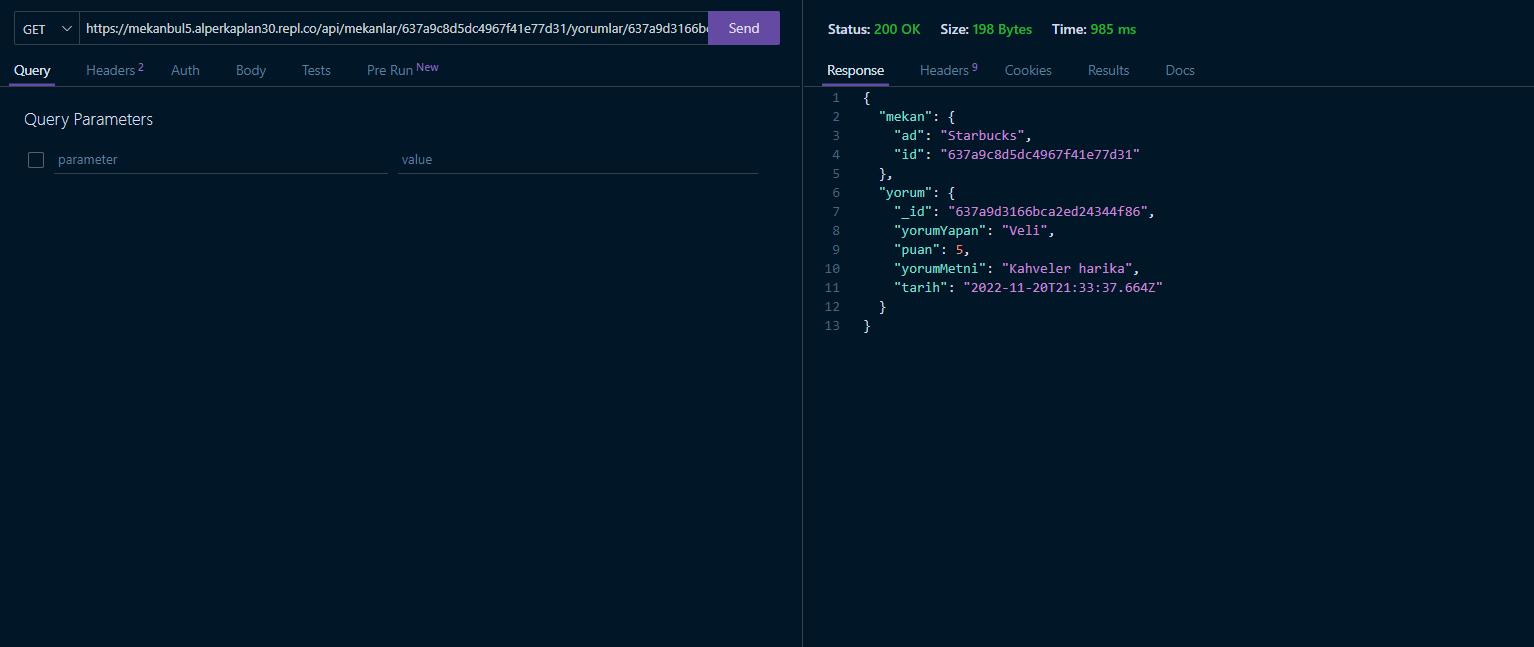 GET https://mekanbul5.alperkaplan30.repl.co/api/mekanlar/637a9c8d5dc4967f41e77d31/yorumlar/637a9d3166b Send
Query Headers 2 Auth Body Tests Pre Run New
Query Parameters
parameter value
Status: 200 OK Size: 198 Bytes Time: 985 ms
Response Headers 9 Cookies Results Docs
1 {
2 "mekan": {
3 "ad": "Starbucks",
4 "id": "637a9c8d5dc4967f41e77d31"
5 },
6 "yorum": {
7 "_id": "637a9d3166bca2ed24344f86",
8 "yorumYapan": "Veli",
9 "puan": 5,
10 "yorumMetni": "Kahveler harika",
11 "tarih": "2022-11-20T21:33:37.664Z"
12 }
13 }